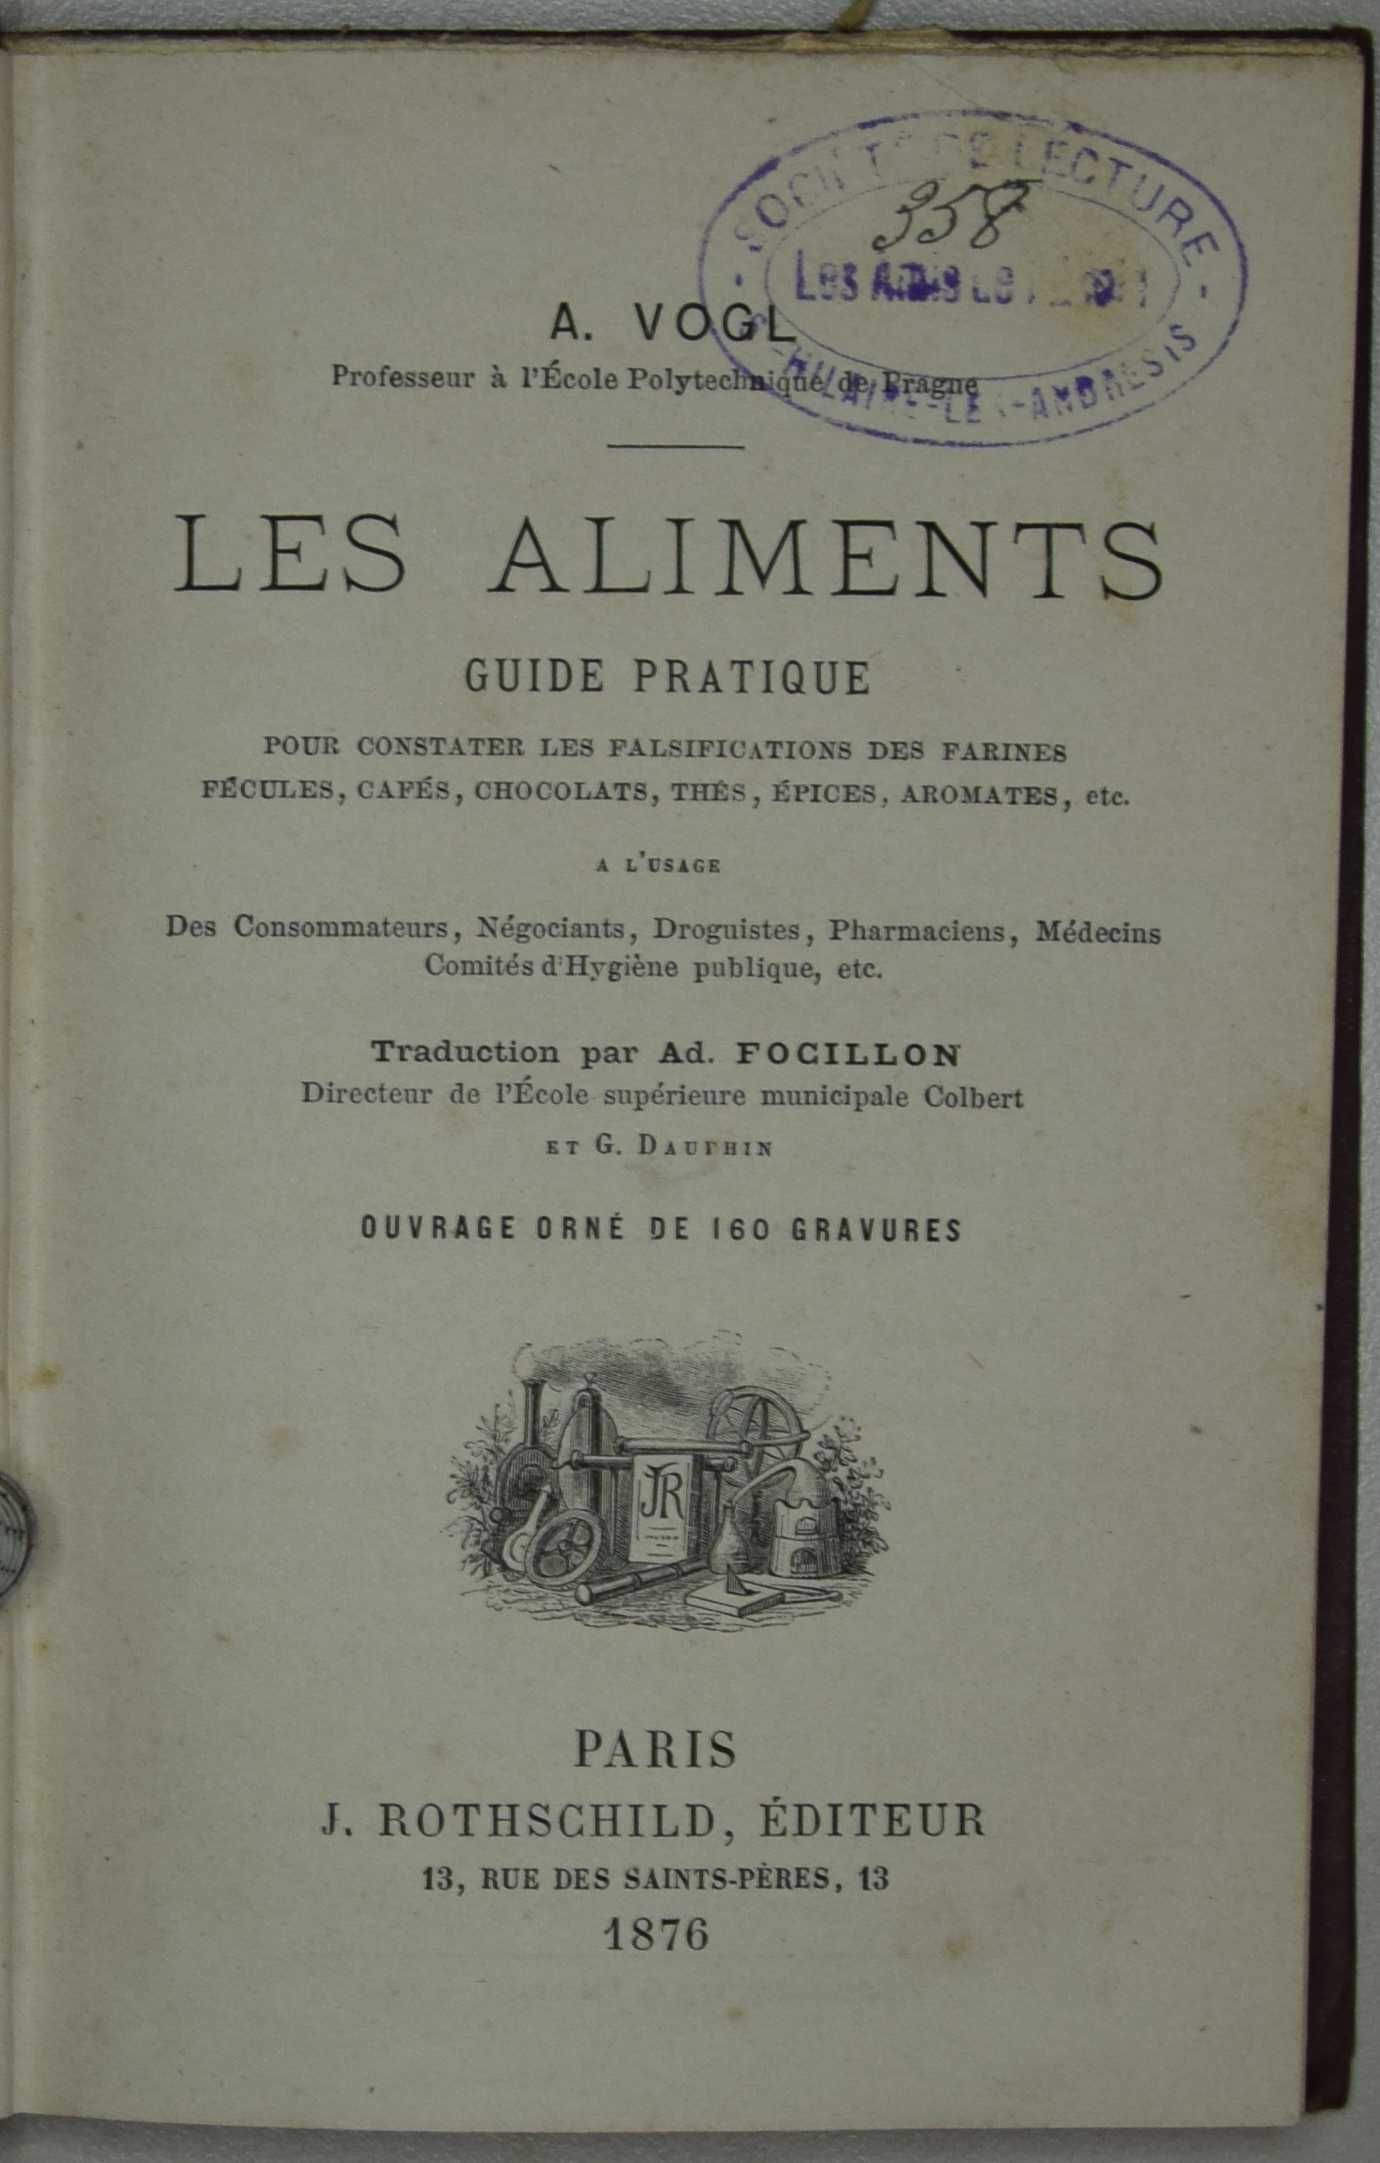 LECTURE
358
A. VOGL
Professeur à l'École Polytechnique de Prague
LES ALIMENTS
GUIDE PRATIQUE
POUR CONSTATER LES FALSIFICATIONS DES FARINES
FÉCULES, CAFÉS, CHOCOLATS, THÉS, ÉPICES, AROMATES, etc.
A L'USAGE
Des Consommateurs, Négociants, Droguistes, Pharmaciens, Médecins
Comités d'Hygiène publique, etc.
Traduction par Ad. FOCILLON
Directeur de l'École supérieure municipale Colbert
ET G. DAUPHIN
OUVRAGE ORNÉ DE 160 GRAVURES
JR
PARIS
J. ROTHSCHILD, ÉDITEUR
13, RUE DES SAINTS-PÈRES, 13
1876